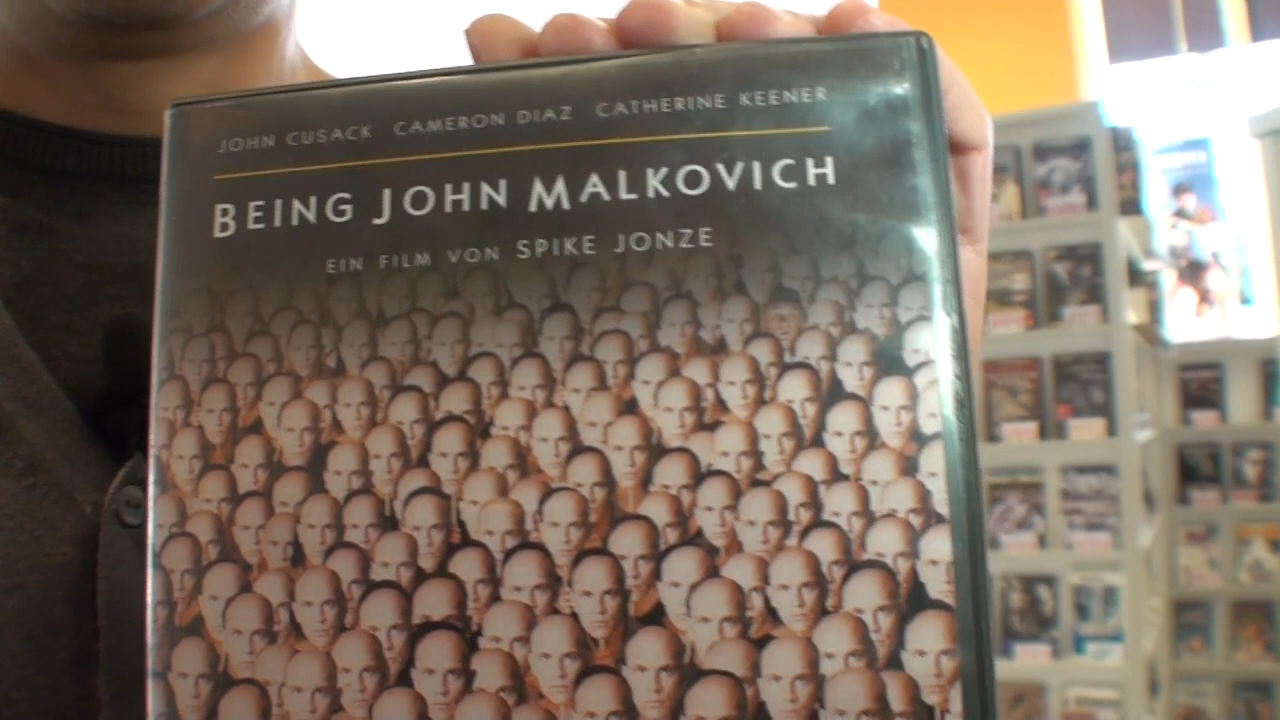 JOHN CUSACK CAMERON DIAZ CATHERINE KEENER
BEING JOHN MALKOVICH
EIN FILM VON SPIKE JONZE